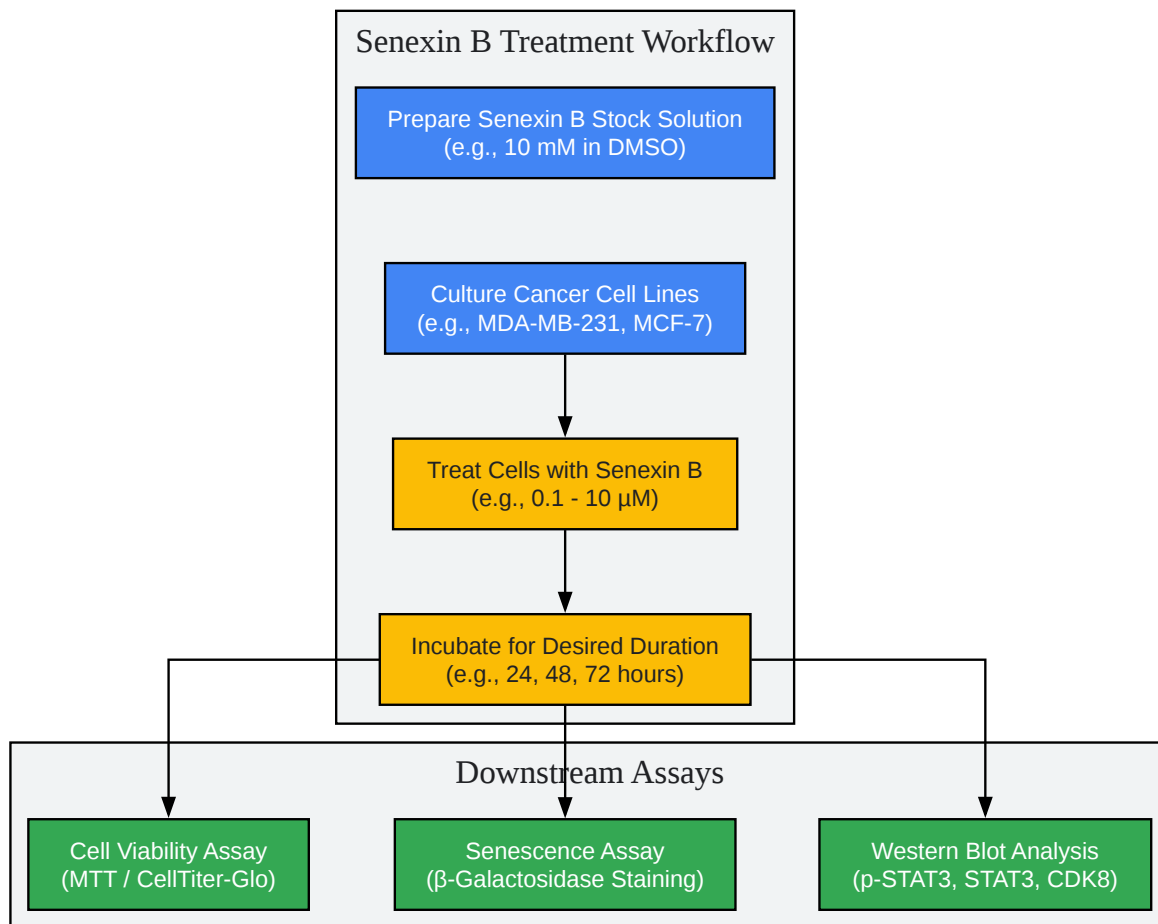 Senexin B Treatment Workflow
Prepare Senexin B Stock Solution
(e.g., 10 mM in DMSO)
Culture Cancer Cell Lines
(e.g., MDA-MB-231, MCF-7)
Treat Cells with Senexin B
(e.g., 0.1 - 10 µM)
Incubate for Desired Duration
(e.g., 24, 48, 72 hours)
Downstream Assays
Cell Viability Assay
(MTT / CellTiter-Glo)
Senescence Assay
(β-Galactosidase Staining)
Western Blot Analysis
(p-STAT3, STAT3, CDK8)